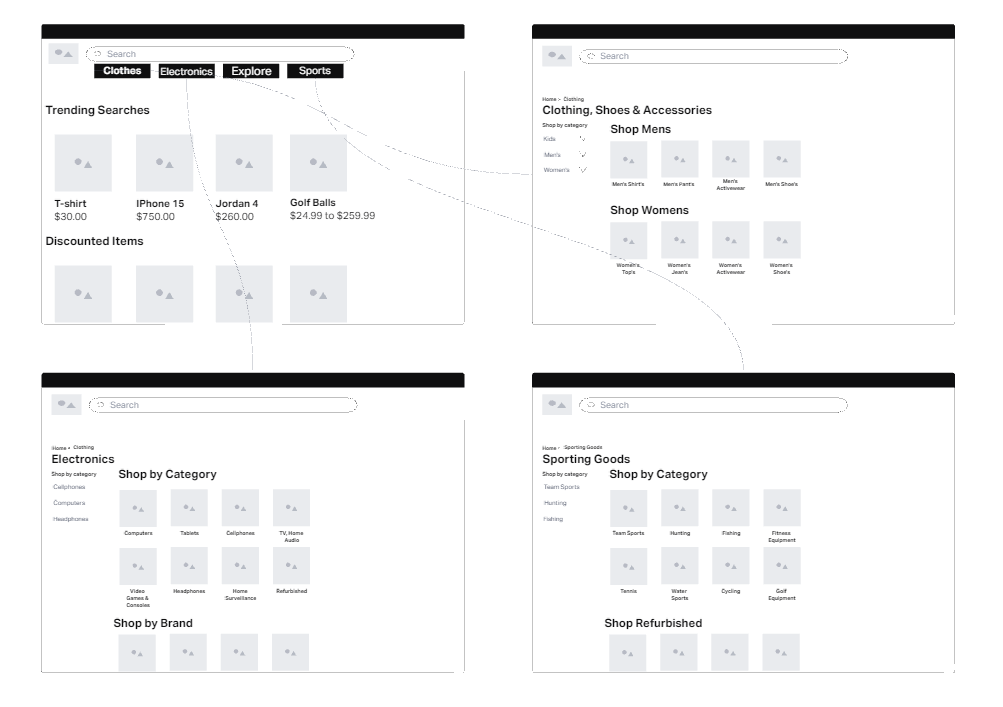 Search
Clothes
Electronics
Explore
Sports
Trending Searches
T-shirt
$30.00
IPhone 15
$750.00
Jordan 4
$260.00
Golf Balls
$24.99 to $259.99
Discounted Items
Search
Home > Clothing
Clothing, Shoes & Accessories
Shop by category
Kids
Men's
Women's
Shop Mens
Men's Shirt's
Men's Pant's
Men's
Activewear
Men's Shoe's
Shop Womens
Women's
Top's
Women's
Jean's
Women's
Activewear
Women's
Shoe's
Search
Home > Clothing
Electronics
Shop by category
Cellphones
Computers
Headphones
Shop by Category
Computers
Tablets
Cellphones
TV, Home
Audio
Video
Games &
Consoles
Headphones
Home
Surveillance
Refurbished
Shop by Brand
Search
Home > Sporting Goods
Sporting Goods
Shop by category
Team Sports
Hunting
Fishing
Shop by Category
Team Sports
Hunting
Fishing
Fitness
Equipment
Tennis
Water
Sports
Cycling
Golf
Equipment
Shop Refurbished